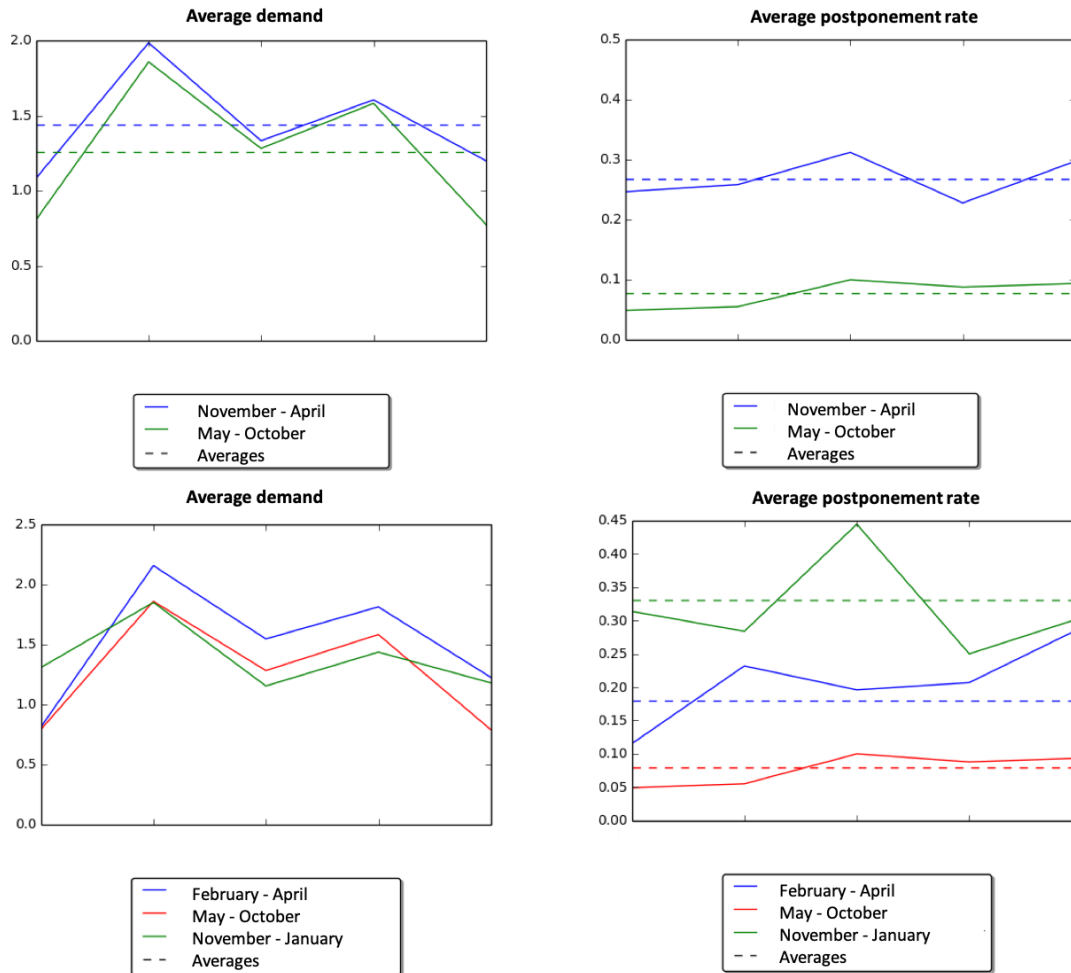 Average demand
2.0
1.5
1.0
0.5
0.0
November - April
May - October
Averages
Average postponement rate
0.5
0.4
0.3
0.2
0.1
0.0
November - April
May - October
Averages
Average demand
2.5
2.0
1.5
1.0
0.5
0.0
February - April
May - October
November - January
Averages
Average postponement rate
0.45
0.40
0.35
0.30
0.25
0.20
0.15
0.10
0.05
0.00
February - April
May - October
November - January
Averages